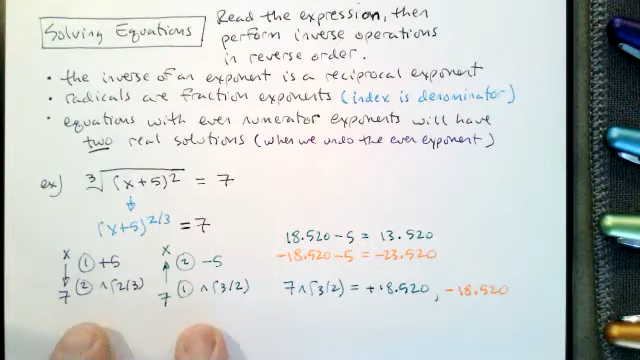 Solving Equations
Read the expression, then
perform inverse operations
in reverse order.
• the inverse of an exponent is a reciprocal exponent
• radicals are fraction exponents (index is denominator)
• equations with even numerator exponents will have
two real solutions (when we undo the even exponent)
ex) ∛(x+5)² = 7
(x+5)^2/3 = 7
x ① +5
7 ② ^(2/3)
x ② -5
7 ① ^(3/2)
18.520-5 = 13.520
-18.520-5 = -23.520
7^(3/2) = +18.520, -18.520